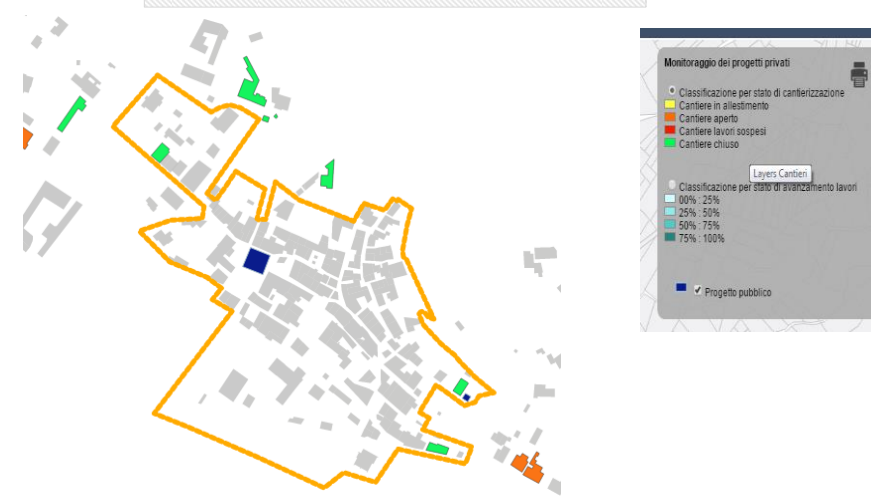 Monitoraggio dei progetti privati
Classificazione per stato di cantierizzazione
Cantiere in allestimento
Cantiere aperto
Cantiere lavori sospesi
Cantiere chiuso
Layers Cantieri
Classificazione per stato di avanzamento lavori
00% : 25%
25% : 50%
50% : 75%
75% : 100%
Progetto pubblico